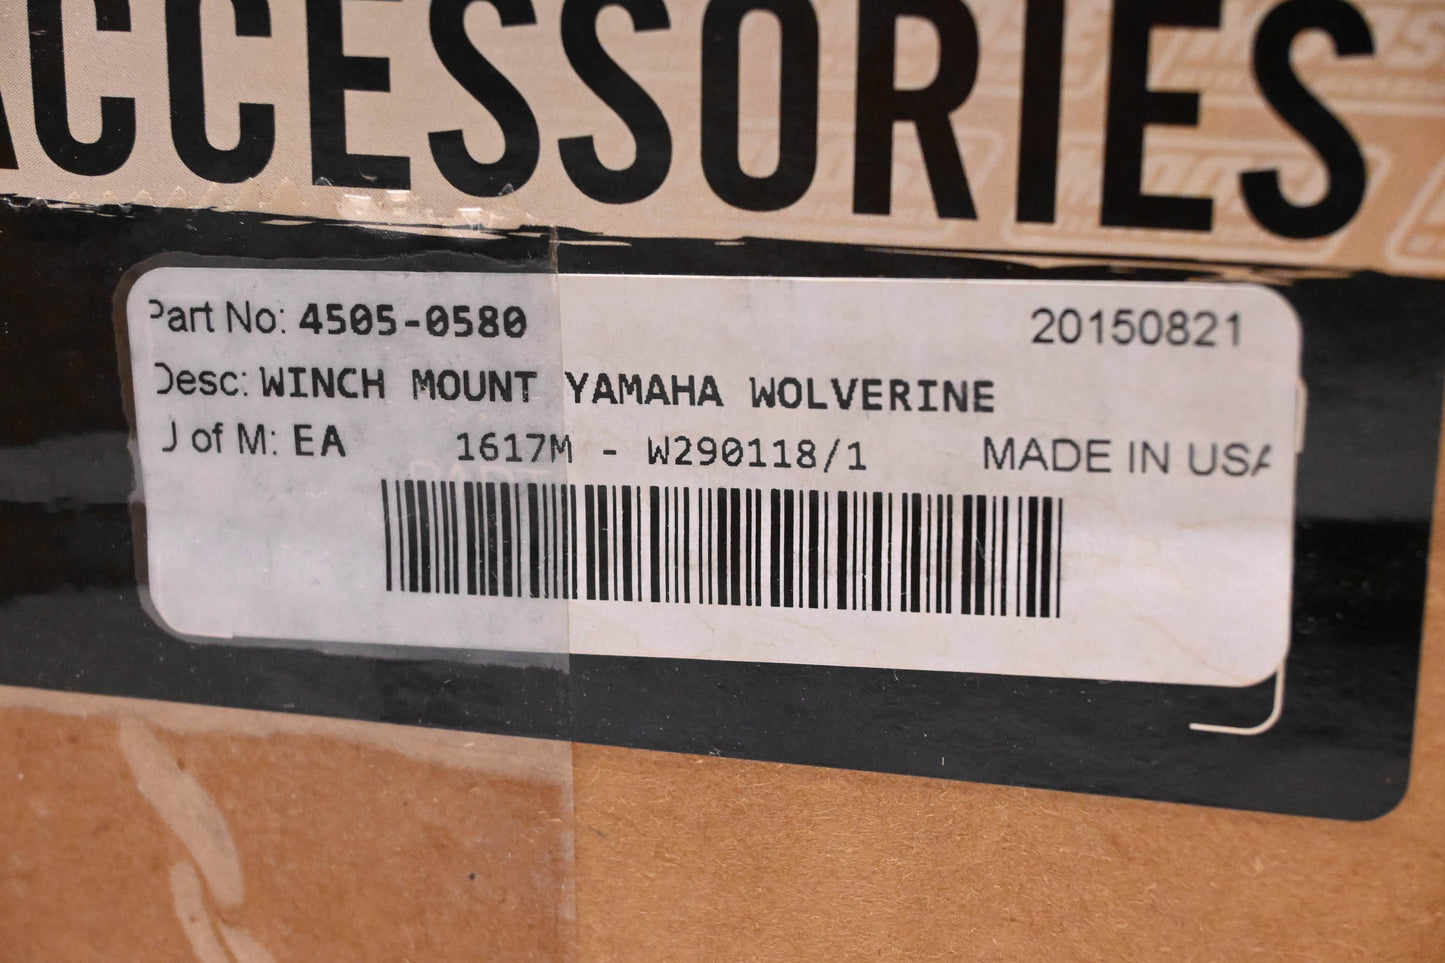 ACCESSORIES
Part No: 4505-0580 20150821
Desc: WINCH MOUNT YAMAHA WOLVERINE
U of M: EA 1617M - W290118/1 MADE IN USA